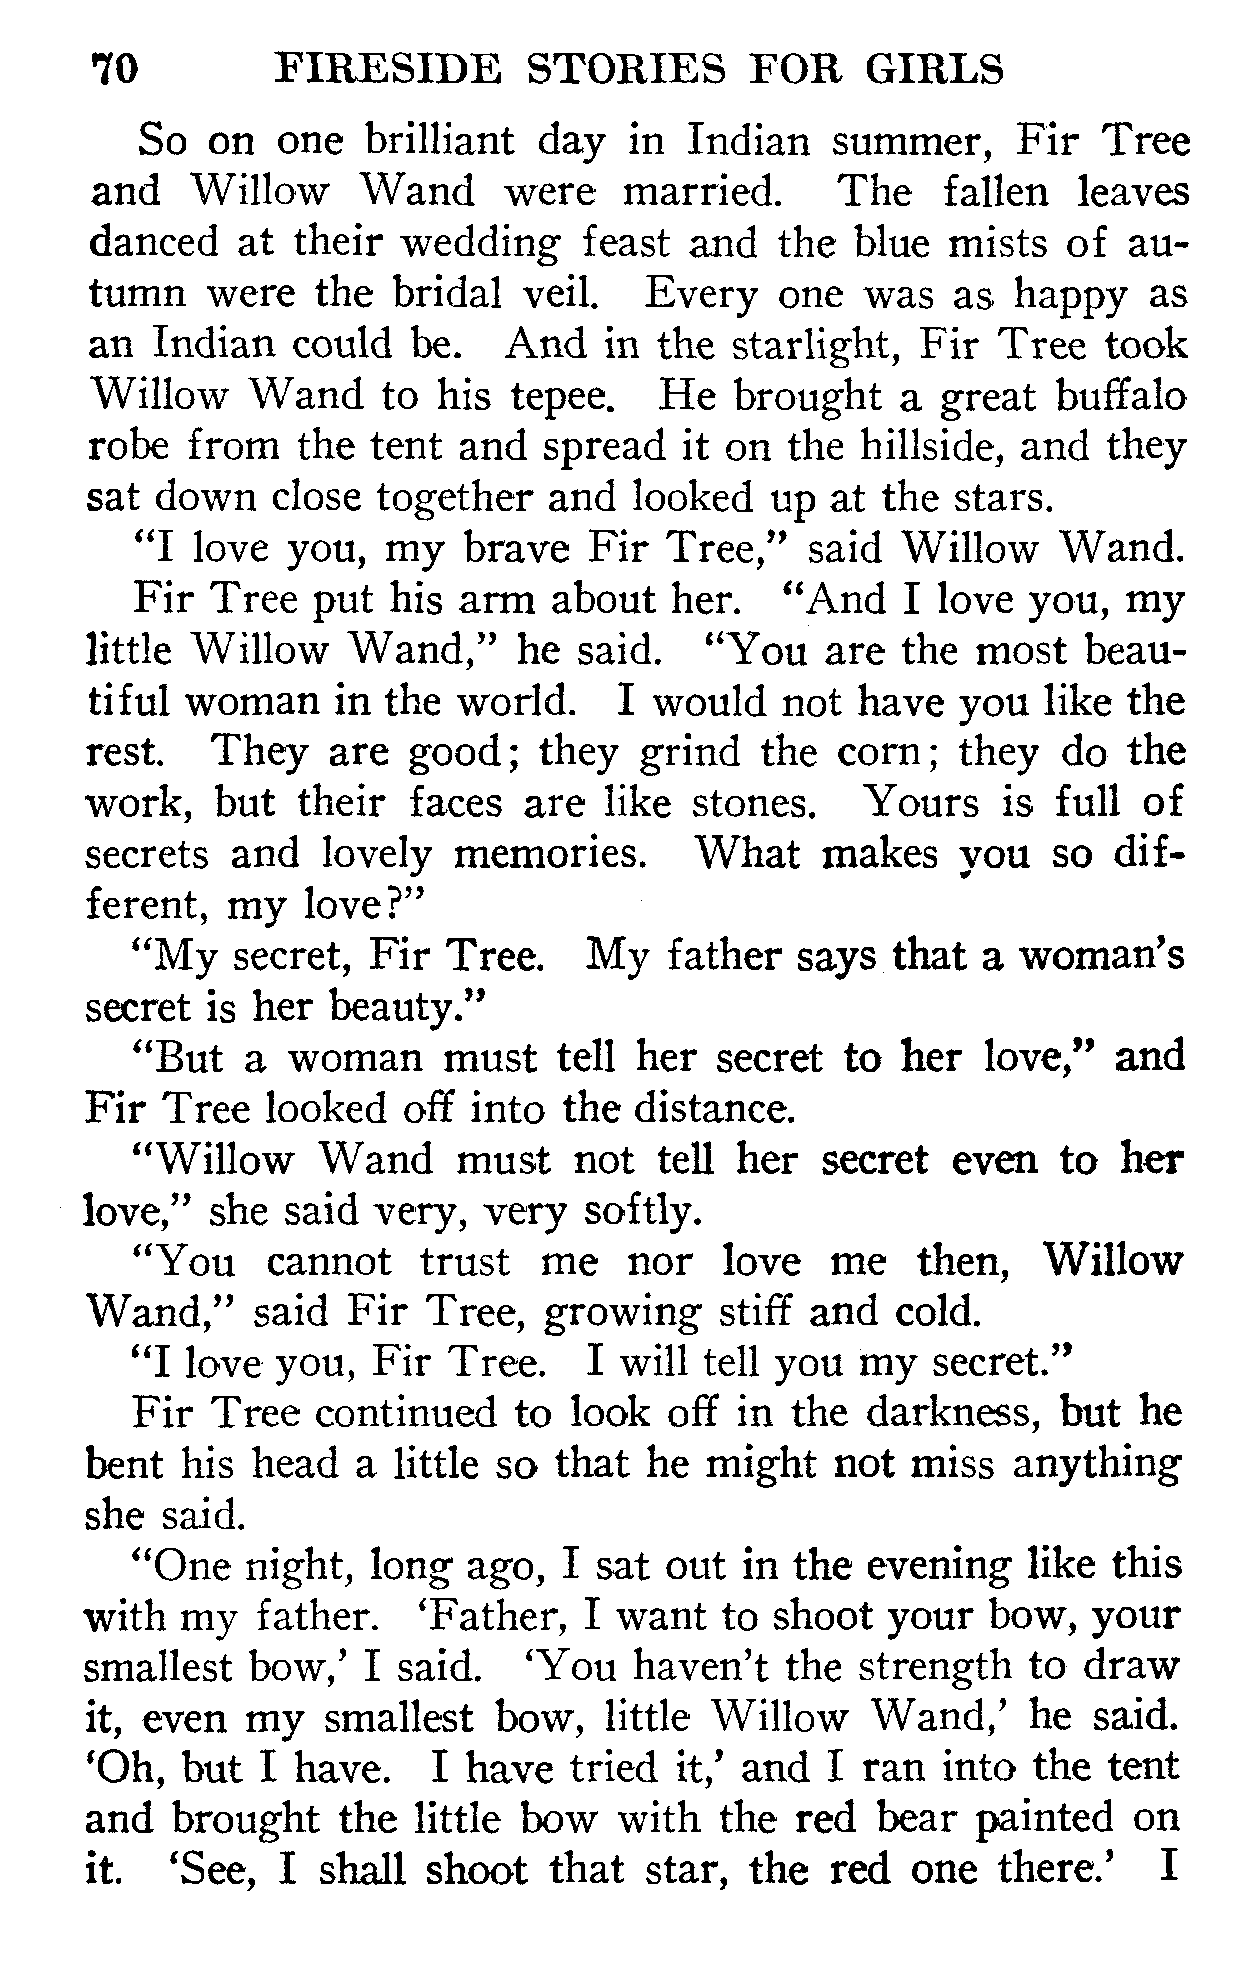 70 FIRESIDE STORIES FOR GIRLS
So on one brilliant day in Indian summer, Fir Tree
and Willow Wand were married. The fallen leaves
danced at their wedding feast and the blue mists of au-
tumn were the bridal veil. Every one was as happy as
an Indian could be. And in the starlight, Fir Tree took
Willow Wand to his tepee. He brought a great buffalo
robe from the tent and spread it on the hillside, and they
sat down close together and looked up at the stars.
“I love you, my brave Fir Tree,” said Willow Wand.
Fir Tree put his arm about her. “And I love you, my
little Willow Wand,” he said. “You are the most beau-
tiful woman in the world. I would not have you like the
rest. They are good; they grind the corn; they do the
work, but their faces are like stones. Yours is full of
secrets and lovely memories. What makes you so dif-
ferent, my love?”
“My secret, Fir Tree. My father says that a woman’s
secret is her beauty.”
“But a woman must tell her secret to her love,” and
Fir Tree looked off into the distance.
“Willow Wand must not tell her secret even to her
love,” she said very, very softly.
“You cannot trust me nor love me then, Willow
Wand,” said Fir Tree, growing stiff and cold.
“I love you, Fir Tree. I will tell you my secret.”
Fir Tree continued to look off in the darkness, but he
bent his head a little so that he might not miss anything
she said.
“One night, long ago, I sat out in the evening like this
with my father. ‘Father, I want to shoot your bow, your
smallest bow,’ I said. ‘You haven’t the strength to draw
it, even my smallest bow, little Willow Wand,’ he said.
‘Oh, but I have. I have tried it,’ and I ran into the tent
and brought the little bow with the red bear painted on
it. ‘See, I shall shoot that star, the red one there.’ I